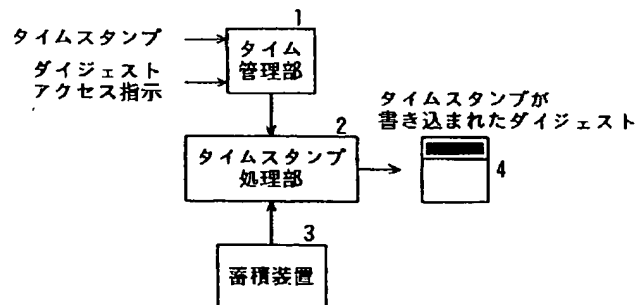 1
タイムスタンプ
タイム
管理部
ダイジェスト
アクセス指示
タイムスタンプが
書き込まれたダイジェスト
2
タイムスタンプ
処理部
4
3
蓄積装置